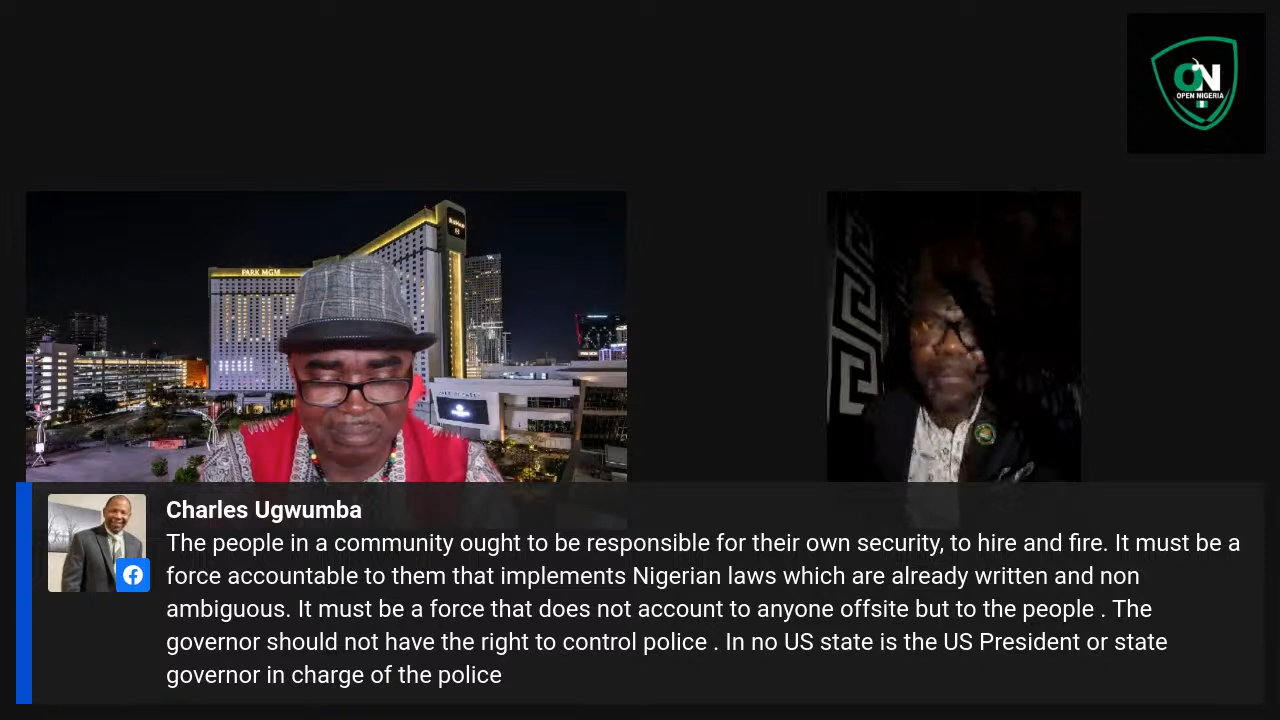 ON
OPEN NIGERIA
PARK MGM
Charles Ugwumba
The people in a community ought to be responsible for their own security, to hire and fire. It must be a
force accountable to them that implements Nigerian laws which are already written and non
ambiguous. It must be a force that does not account to anyone offsite but to the people . The
governor should not have the right to control police . In no US state is the US President or state
governor in charge of the police